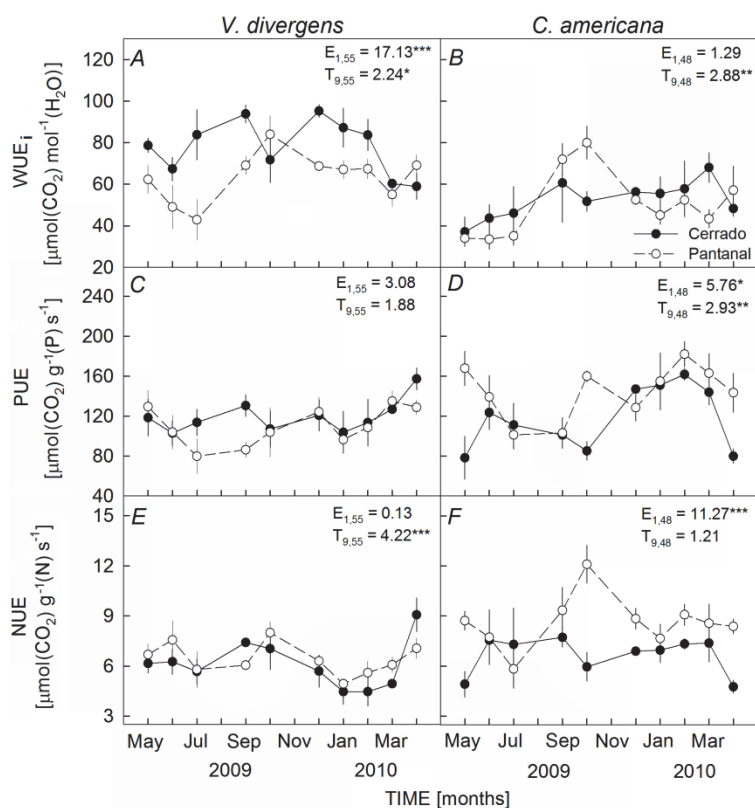 V. divergens C. americana
A
E1,55 = 17.13***
T9,55 = 2.24*
B
E1,48 = 1.29
T9,48 = 2.88**
WUEi
[μmol(CO2) mol-1(H2O)]
120
100
80
60
40
20
Cerrado
Pantanal
C
E1,55 = 3.08
T9,55 = 1.88
D
E1,48 = 5.76*
T9,48 = 2.93**
PUE
[μmol(CO2) g-1(P) s-1]
240
200
160
120
80
40
E
E1,55 = 0.13
T9,55 = 4.22***
F
E1,48 = 11.27***
T9,48 = 1.21
NUE
[μmol(CO2) g-1(N) s-1]
15
12
9
6
3
May Jul Sep Nov Jan Mar May Jul Sep Nov Jan Mar
2009 2010 2009 2010
TIME [months]